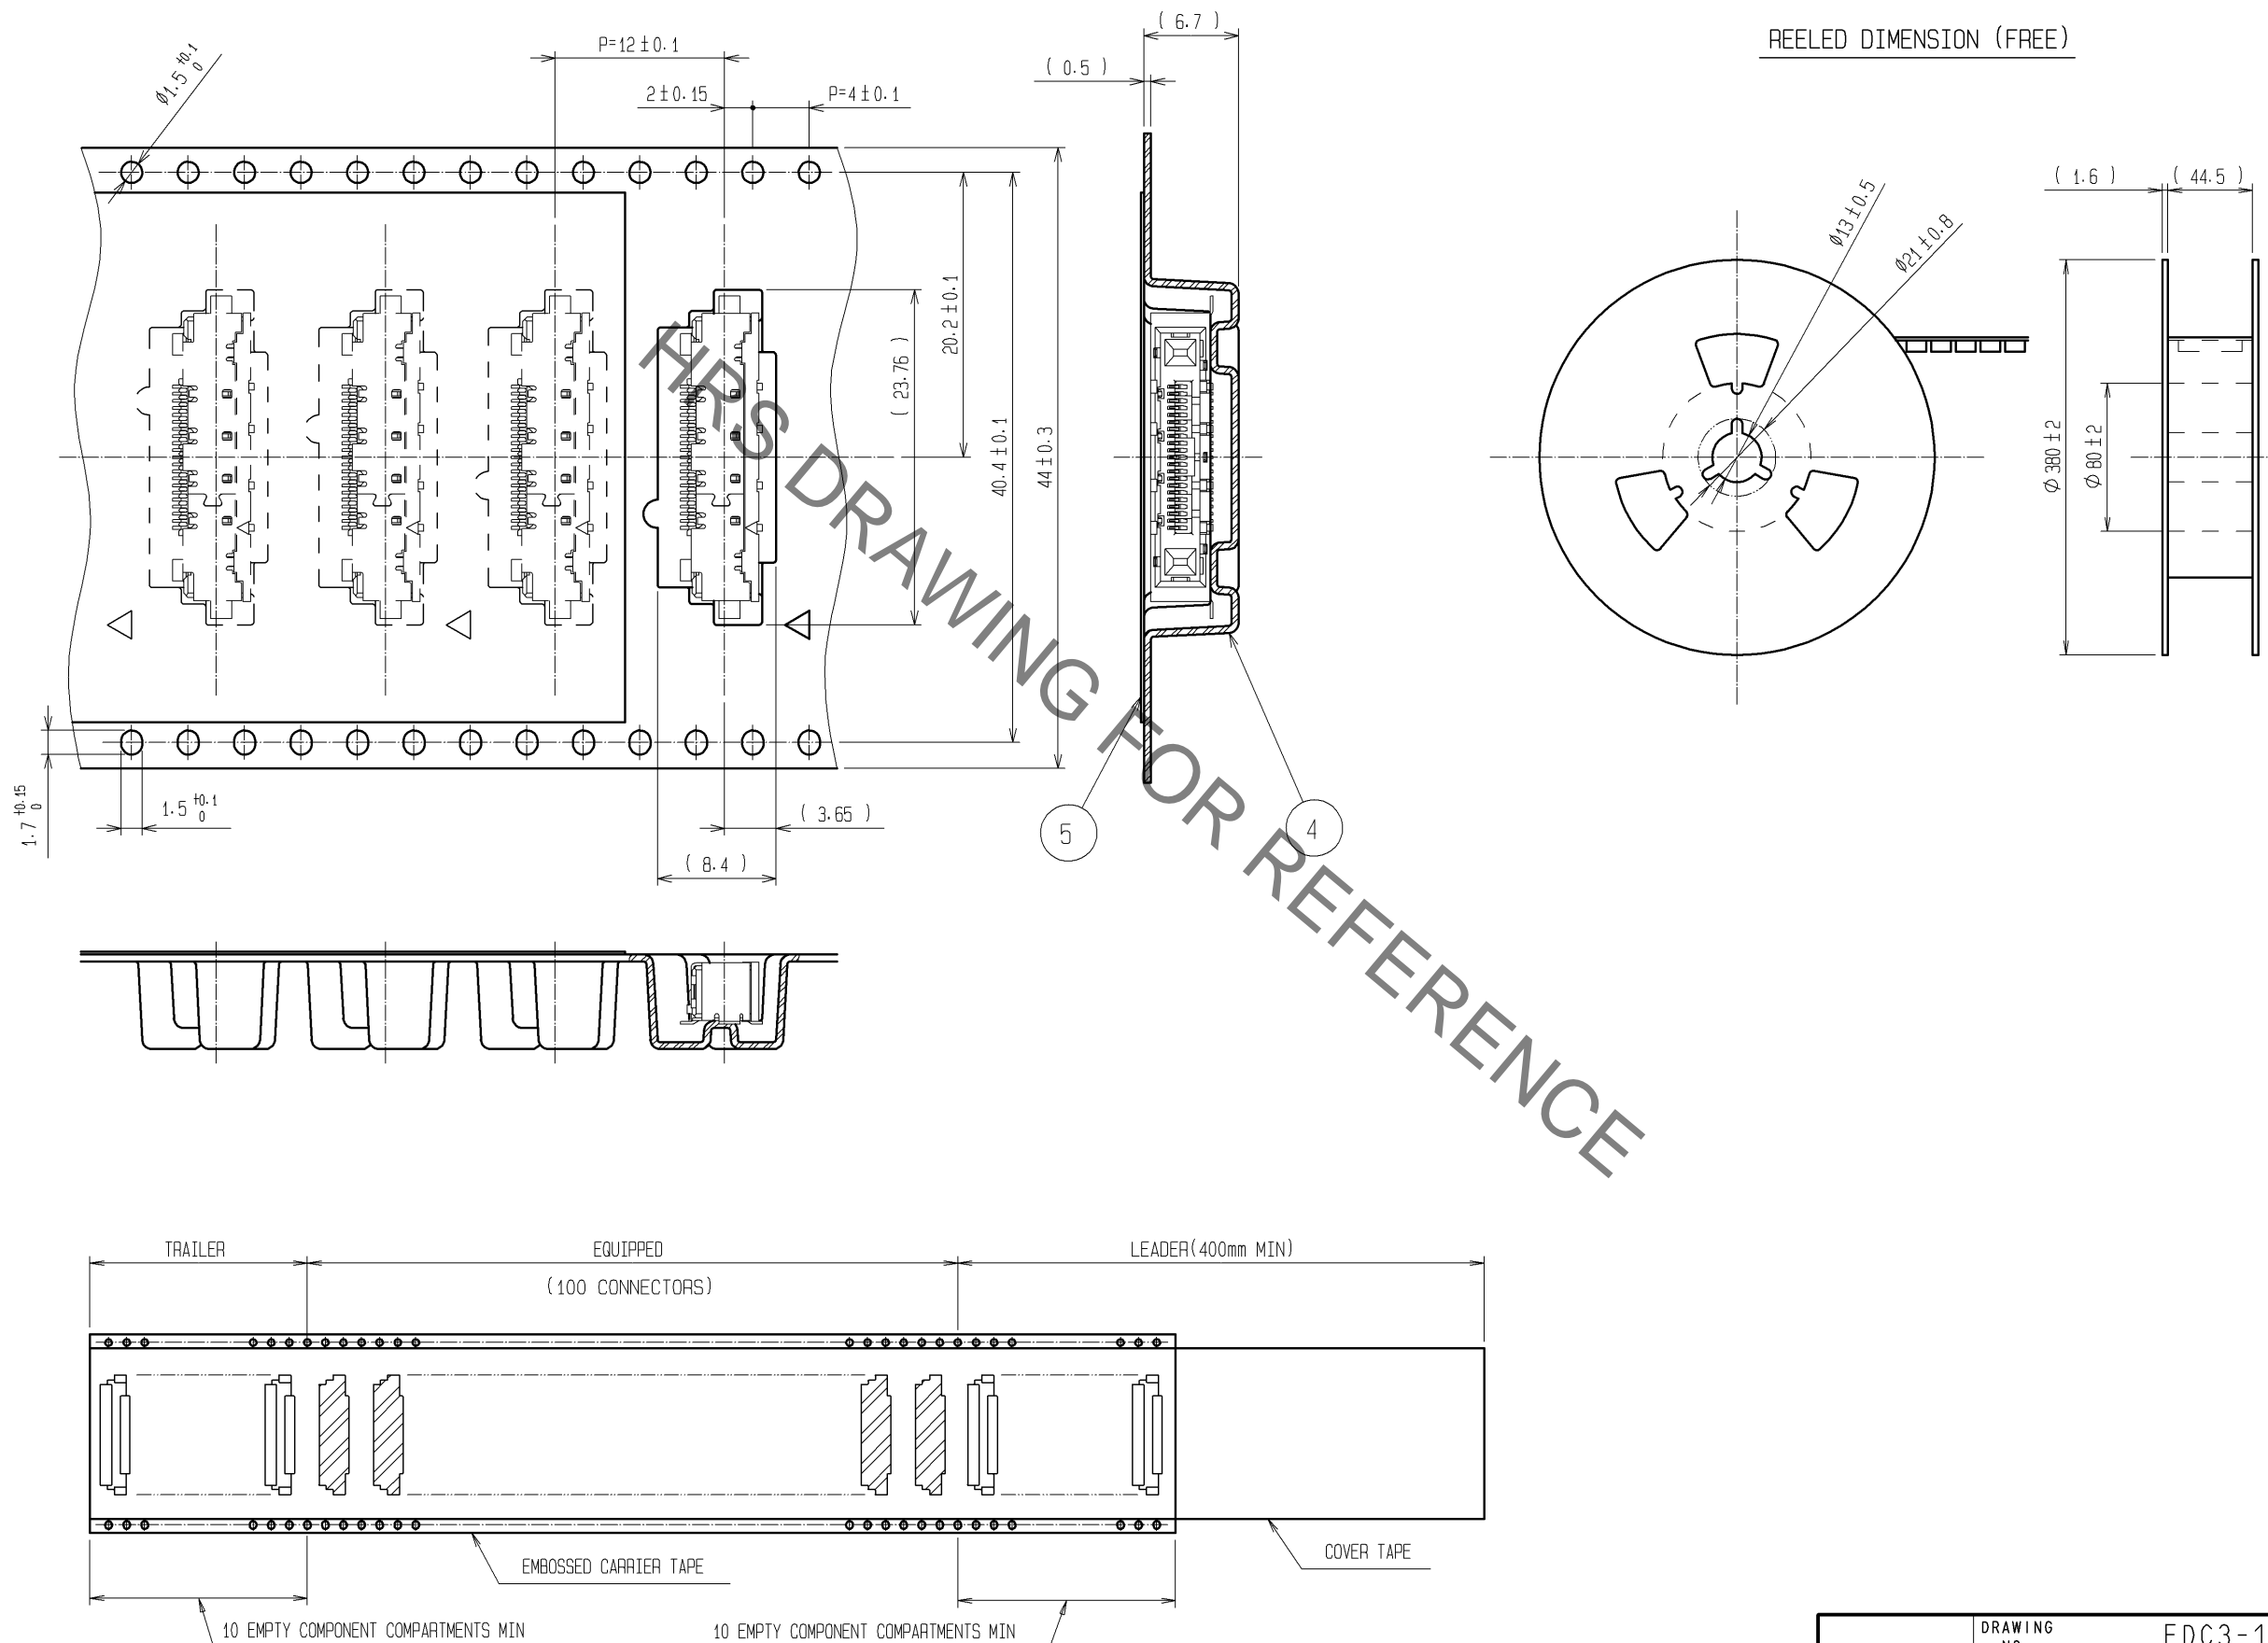 REELED DIMENSION (FREE)
( 6.7 )
( 0.5 )
P=12±0.1
2±0.15
P=4±0.1
Ø1.5 +0.1 0
( 1.6 )
( 44.5 )
Ø13±0.5
Ø21±0.8
20.2±0.1
( 23.76 )
40.4±0.1
44±0.3
Ø380±2
Ø80±2
1.7 +0.15 0
1.5 +0.1 0
( 3.65 )
( 8.4 )
5
4
HRS DRAWING FOR REFERENCE
TRAILER
EQUIPPED
LEADER(400mm MIN)
(100 CONNECTORS)
EMBOSSED CARRIER TAPE
COVER TAPE
10 EMPTY COMPONENT COMPARTMENTS MIN
10 EMPTY COMPONENT COMPARTMENTS MIN
DRAWING